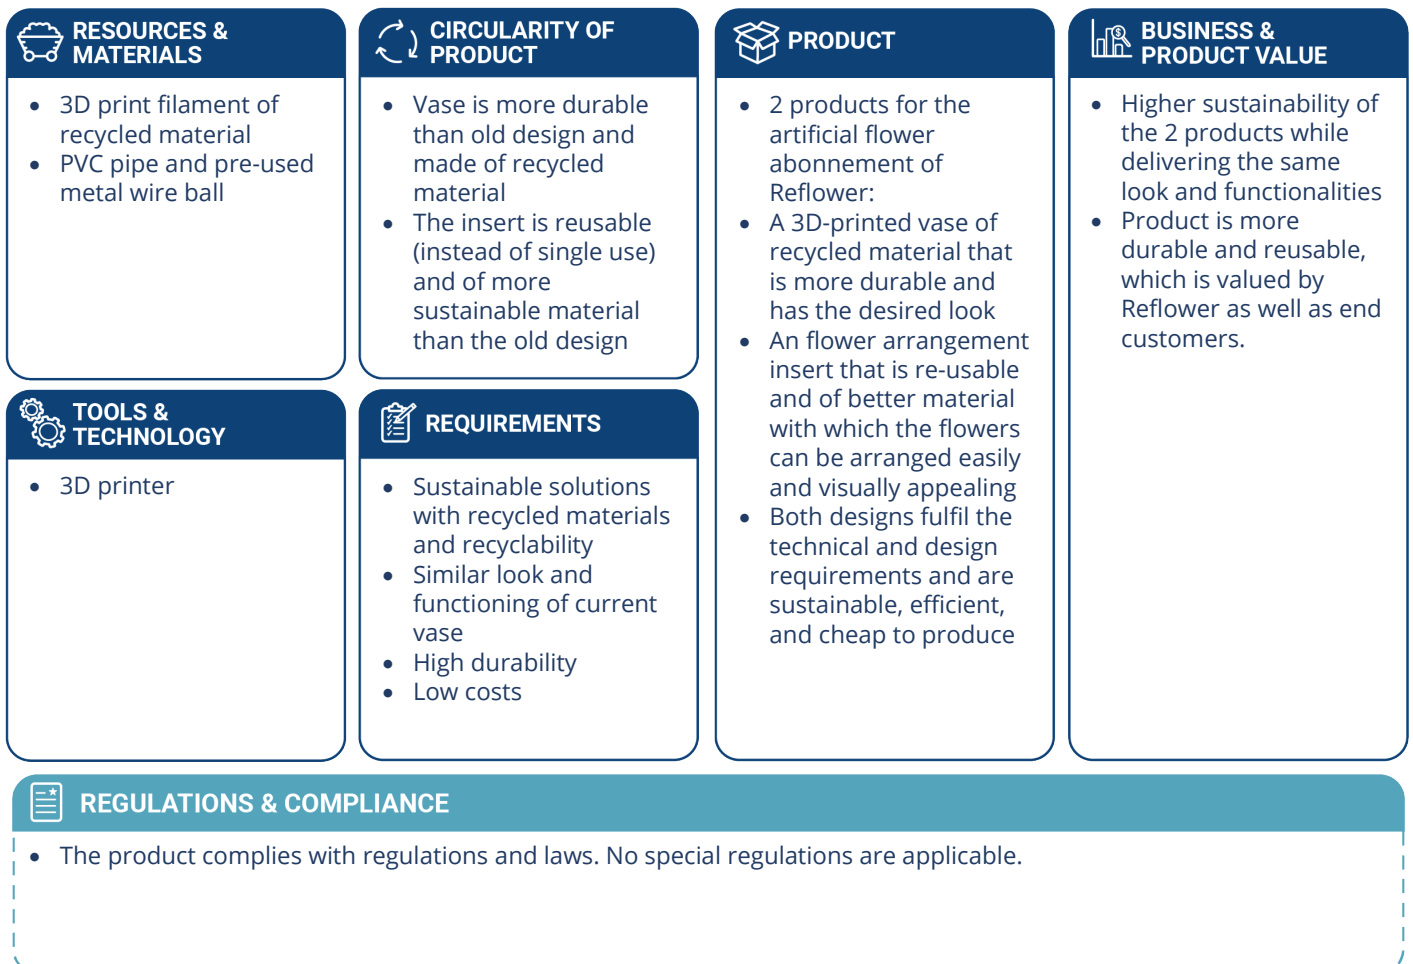 RESOURCES &
MATERIALS
• 3D print filament of
recycled material
• PVC pipe and pre-used
metal wire ball
CIRCULARITY OF
PRODUCT
• Vase is more durable
than old design and
made of recycled
material
• The insert is reusable
(instead of single use)
and of more
sustainable material
than the old design
PRODUCT
• 2 products for the
artificial flower
abonnement of
Reflower:
• A 3D-printed vase of
recycled material that
is more durable and
has the desired look
• An flower arrangement
insert that is re-usable
and of better material
with which the flowers
can be arranged easily
and visually appealing
• Both designs fulfil the
technical and design
requirements and are
sustainable, efficient,
and cheap to produce
BUSINESS &
PRODUCT VALUE
• Higher sustainability of
the 2 products while
delivering the same
look and functionalities
• Product is more
durable and reusable,
which is valued by
Reflower as well as end
customers.
TOOLS &
TECHNOLOGY
• 3D printer
REQUIREMENTS
• Sustainable solutions
with recycled materials
and recyclability
• Similar look and
functioning of current
vase
• High durability
• Low costs
REGULATIONS & COMPLIANCE
• The product complies with regulations and laws. No special regulations are applicable.